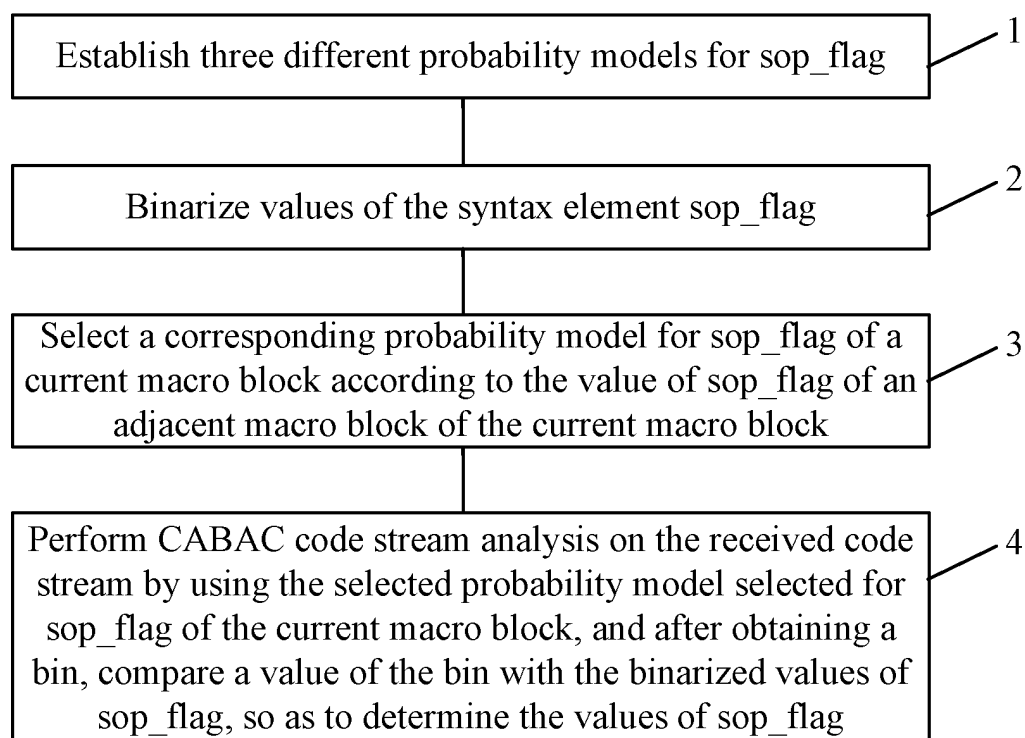 Establish three different probability models for sop_flag
1
Binarize values of the syntax element sop_flag
2
Select a corresponding probability model for sop_flag of a
current macro block according to the value of sop_flag of an
adjacent macro block of the current macro block
3
Perform CABAC code stream analysis on the received code
stream by using the selected probability model selected for
sop_flag of the current macro block, and after obtaining a
bin, compare a value of the bin with the binarized values of
sop_flag, so as to determine the values of sop_flag
4